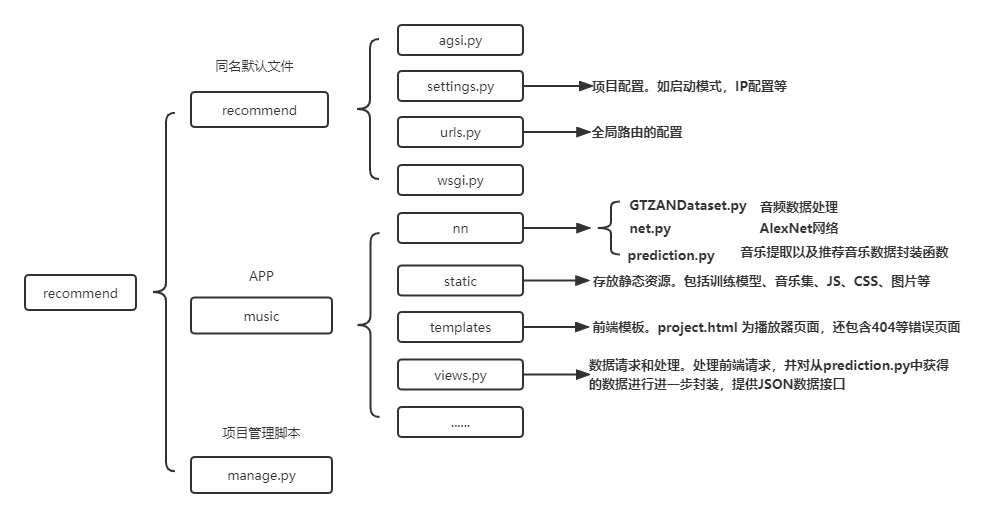 recommend
同名默认文件
recommend
agsi.py
settings.py
项目配置。如启动模式，IP配置等
urls.py
全局路由的配置
wsgi.py
APP
music
nn
GTZANDataset.py 音频数据处理
net.py AlexNet网络
prediction.py 音乐提取以及推荐音乐数据封装函数
static
存放静态资源。包括训练模型、音乐集、JS、CSS、图片等
templates
前端模板。project.html 为播放器页面，还包含404等错误页面
views.py
数据请求和处理。处理前端请求，并对从prediction.py中获得
的数据进行进一步封装，提供JSON数据接口
......
项目管理脚本
manage.py